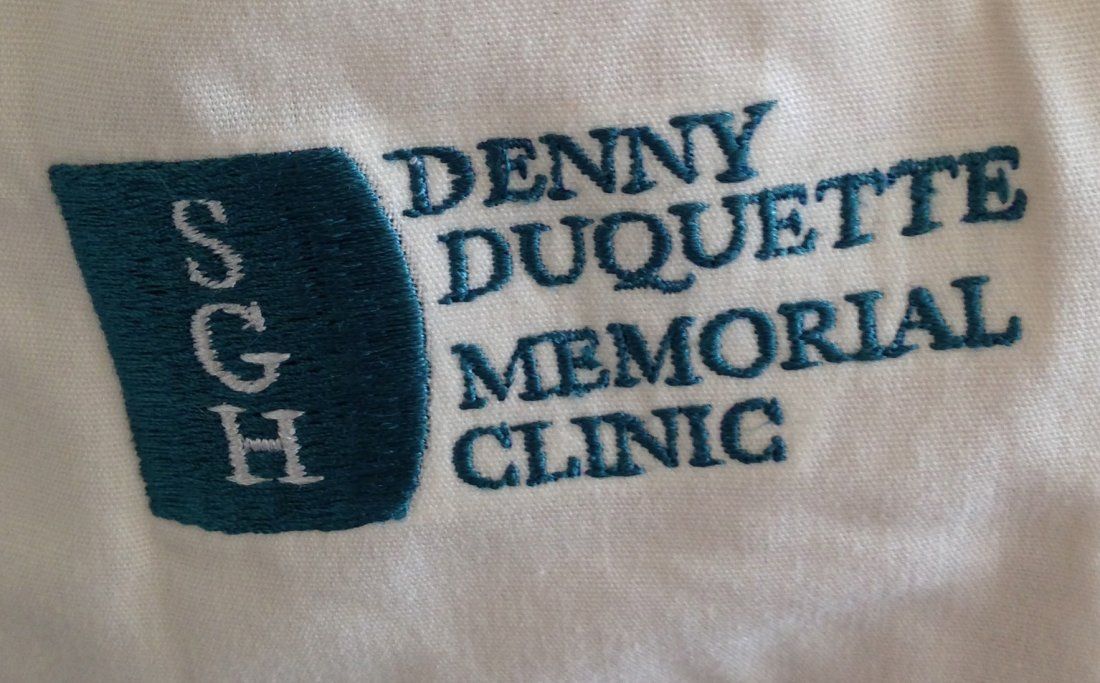 S
G
H
DENNY
DUQUETTE
MEMORIAL
CLINIC